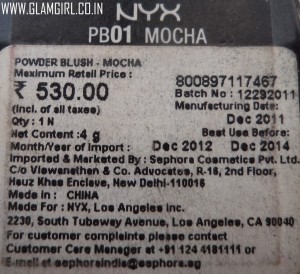 WWW.GLAMGIRL.CO.IN
NYX
PB01 MOCHA
POWDER BLUSH - MOCHA
Maximum Retail Price :
₹ 530.00
(incl. of all taxes)
Qty : 1 N
Net Content : 4 g
800897117467
Batch No : 12292011
Manufacturing Date:
Dec 2011
Best Use Before:
Month/Year of Import : Dec 2012 Dec 2014
Imported & Marketed By : Sephora Cosmetics Pvt. Ltd.
C/o Viswanathan & Co. Advocates, R-16, 2nd Floor,
Hauz Khas Enclave, New Delhi-110016
Made in : CHINA
Made For : NYX, Los Angeles Inc.
2230, South Tubeway Avenue, Los Angeles, CA 90040
For customer complaints please contact
Customer Care Manager at +91 124 4181111 or
E-mail at sephoraindia@sephora.sg